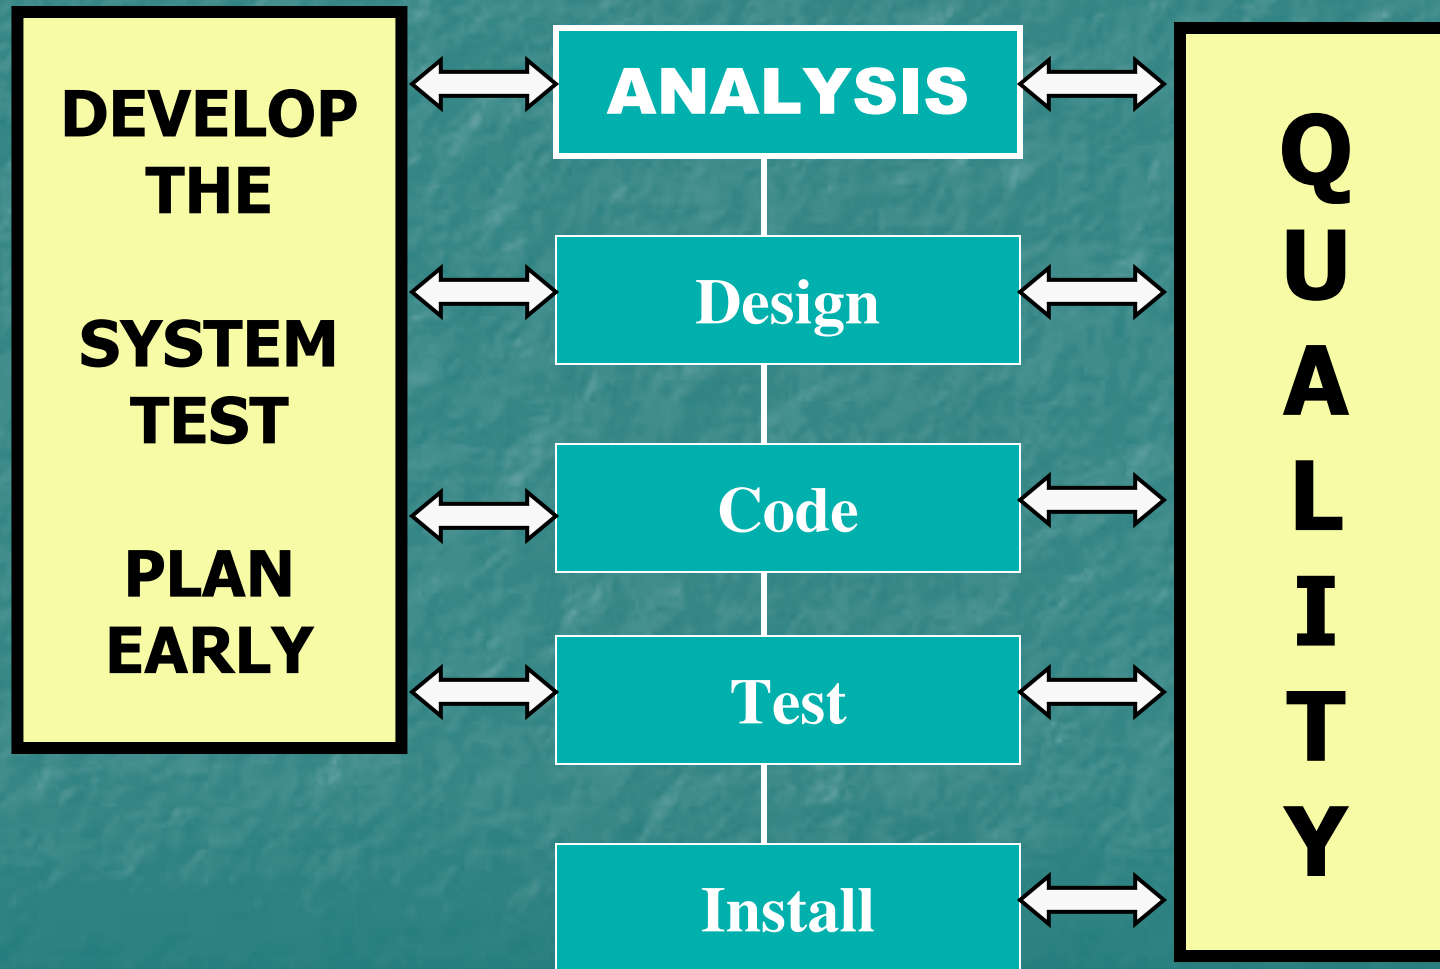 DEVELOP
THE
SYSTEM
TEST
PLAN
EARLY
ANALYSIS
Design
Code
Test
Install
Q
U
A
L
I
T
Y